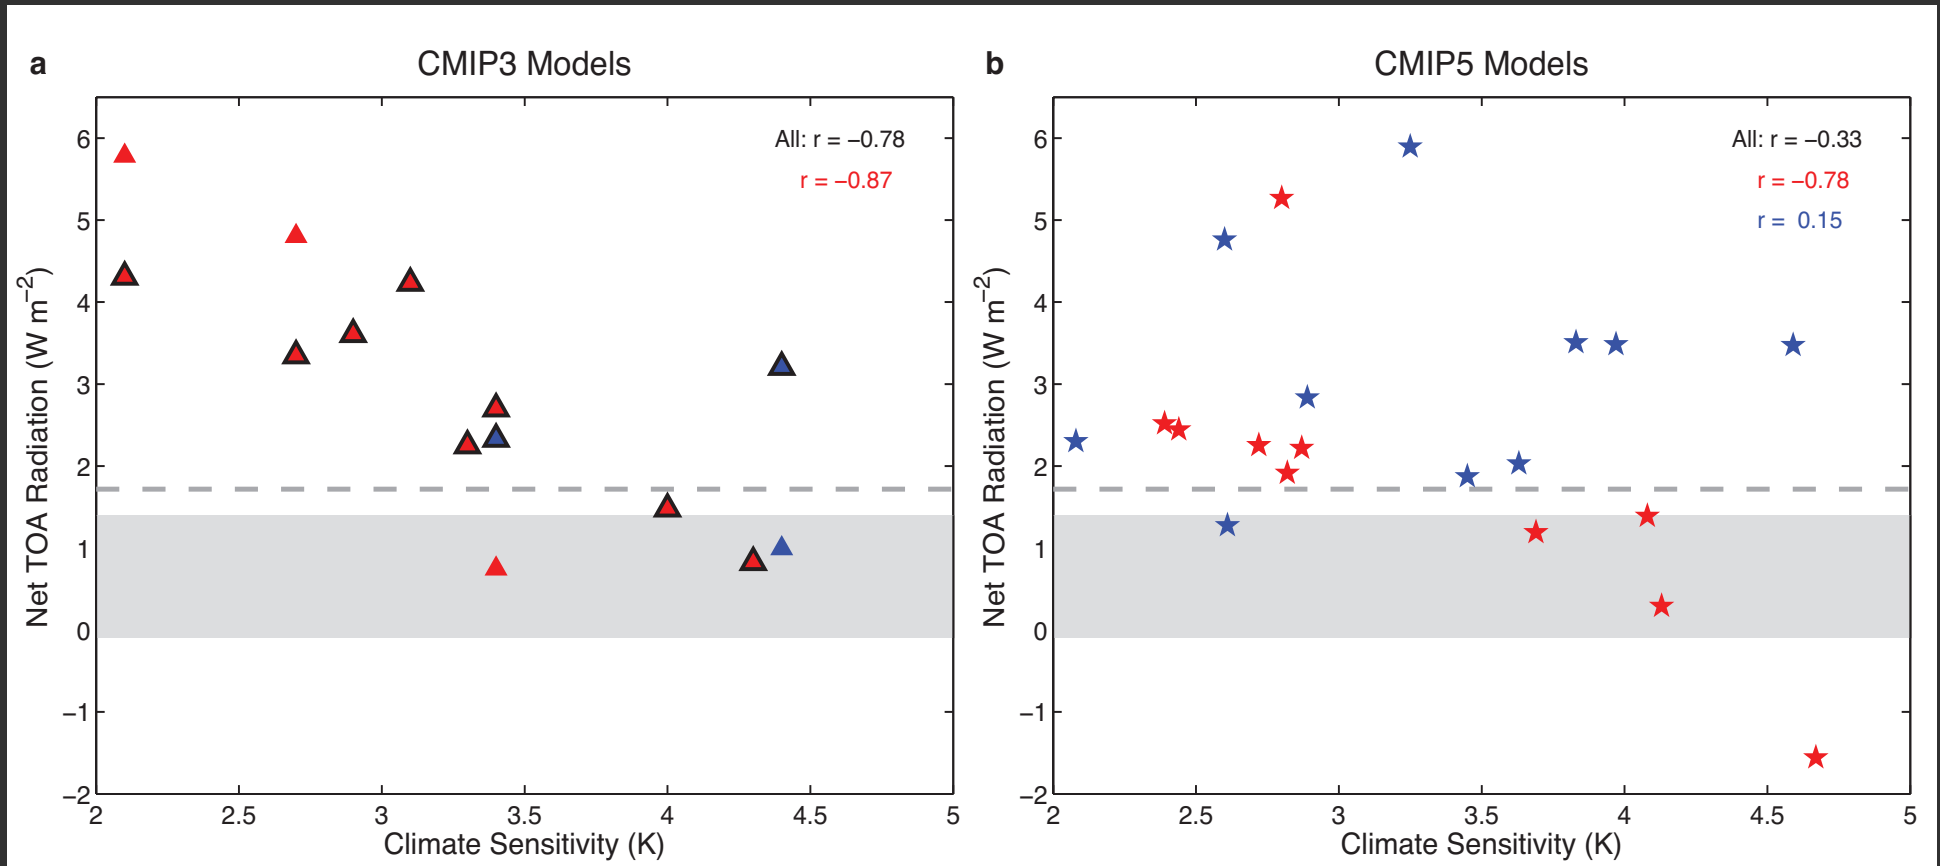 a
CMIP3 Models
All: r = −0.78
r = −0.87
6
5
4
3
2
1
0
−1
−2
Net TOA Radiation (W m−2)
2
2.5
3
3.5
4
4.5
5
Climate Sensitivity (K)
b
CMIP5 Models
All: r = −0.33
r = −0.78
r = 0.15
6
5
4
3
2
1
0
−1
−2
Net TOA Radiation (W m−2)
2
2.5
3
3.5
4
4.5
5
Climate Sensitivity (K)